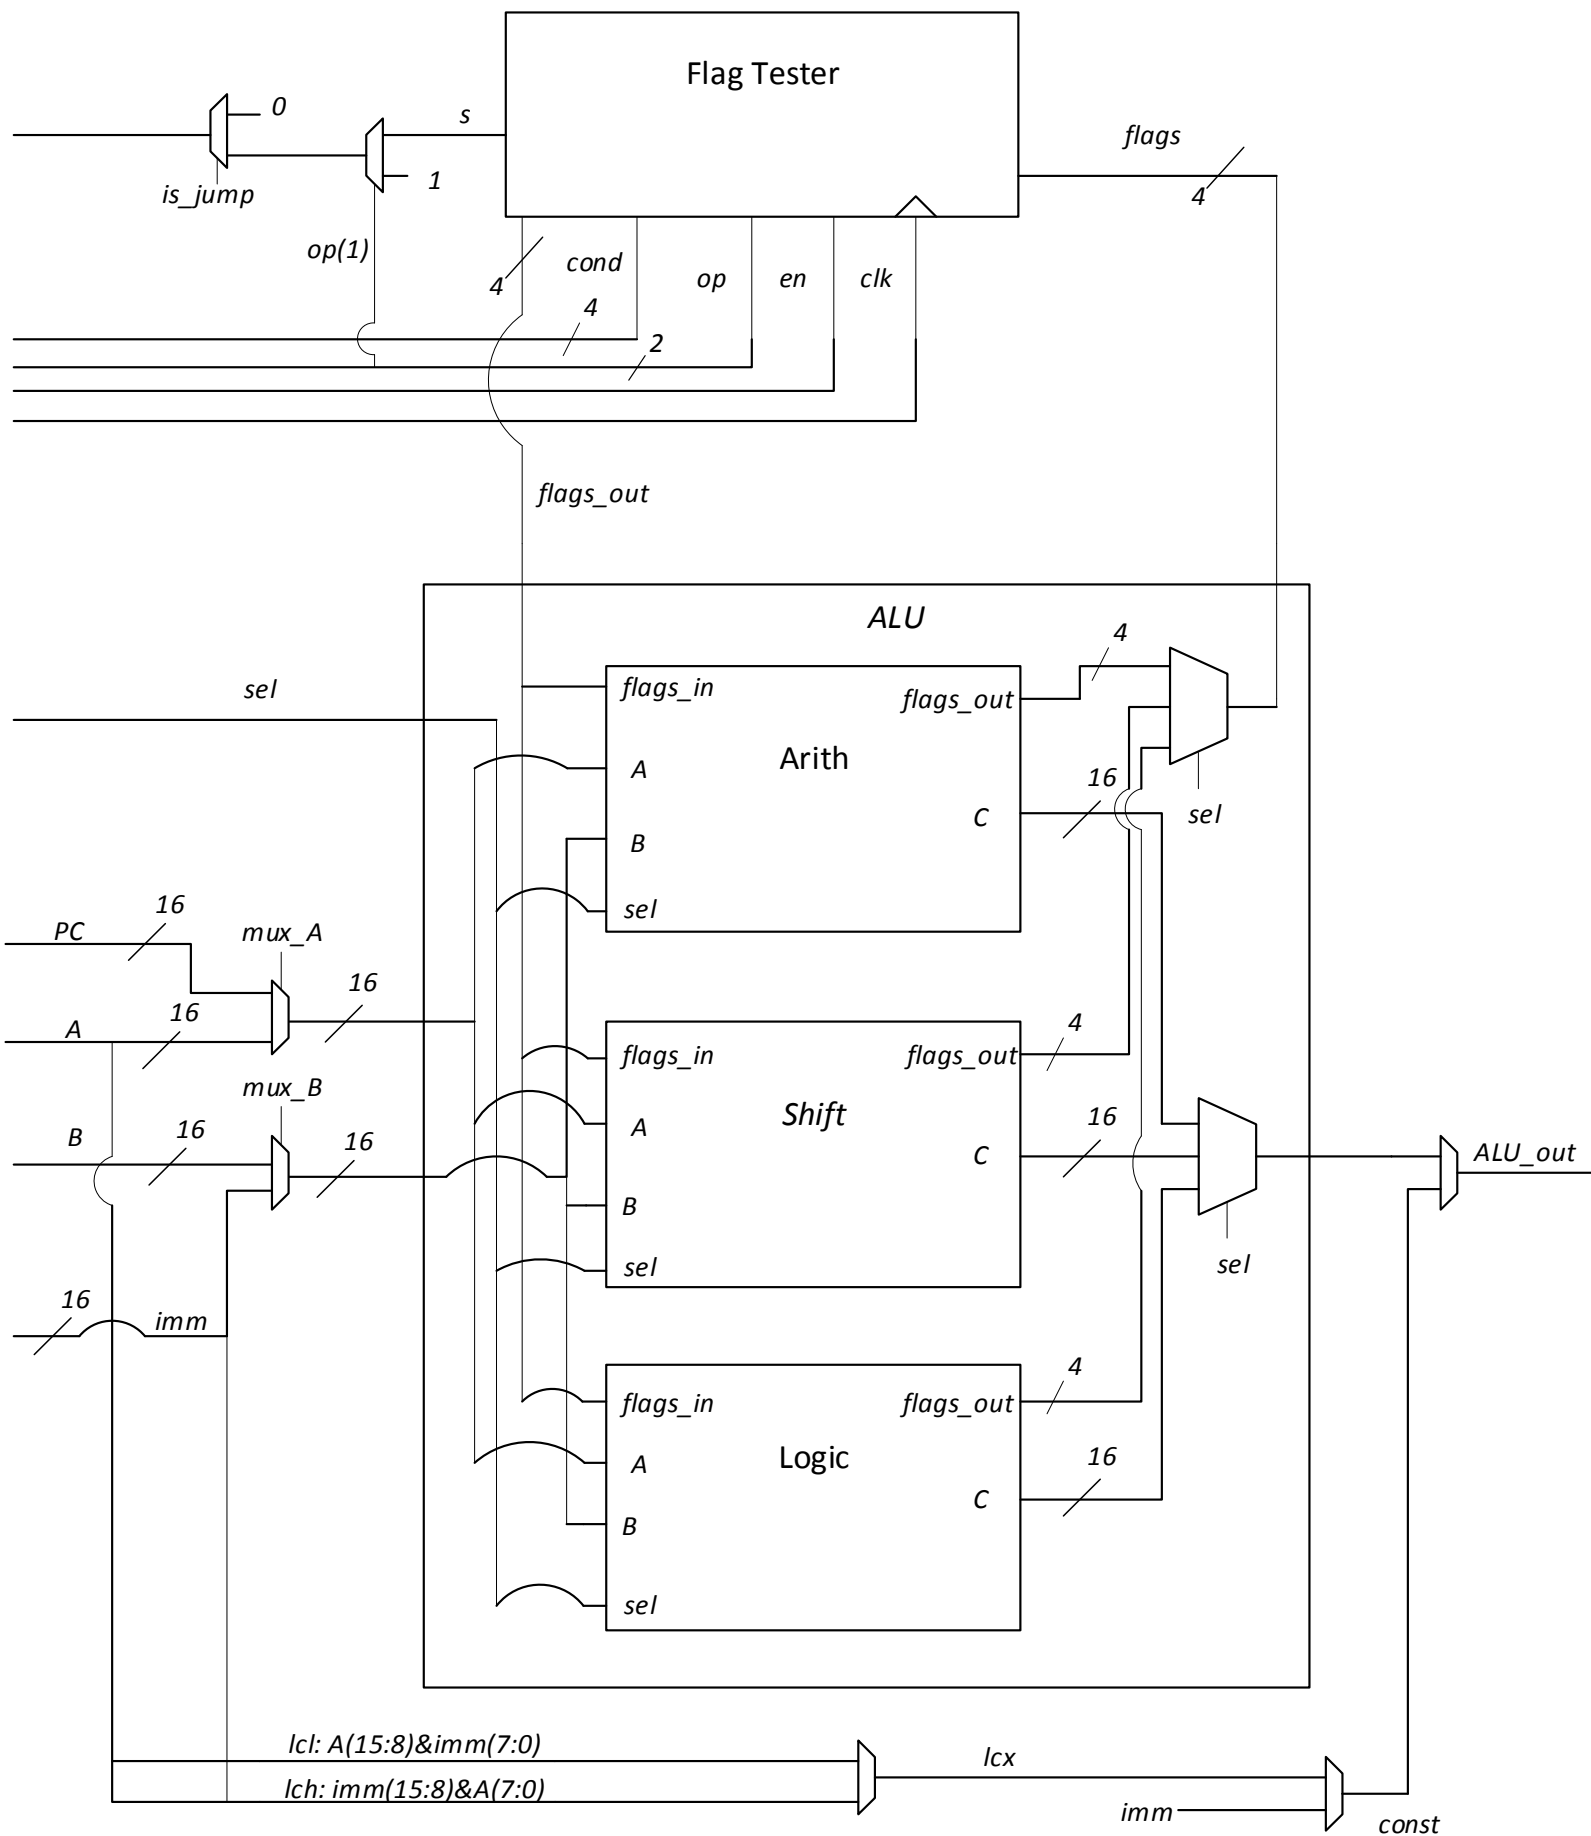 Flag Tester
0
s
flags
1
4
is_jump
op(1)
4
cond
op
en
clk
4
2
flags_out
ALU
4
sel
flags_in
flags_out
Arith
A
16
C
sel
B
16
sel
PC
mux_A
16
16
A
4
flags_in
flags_out
mux_B
Shift
16
A
B
16
16
C
ALU_out
B
sel
sel
16
imm
4
flags_in
flags_out
Logic
16
A
C
B
sel
lcl: A(15:8)&imm(7:0)
lcx
lch: imm(15:8)&A(7:0)
imm
const